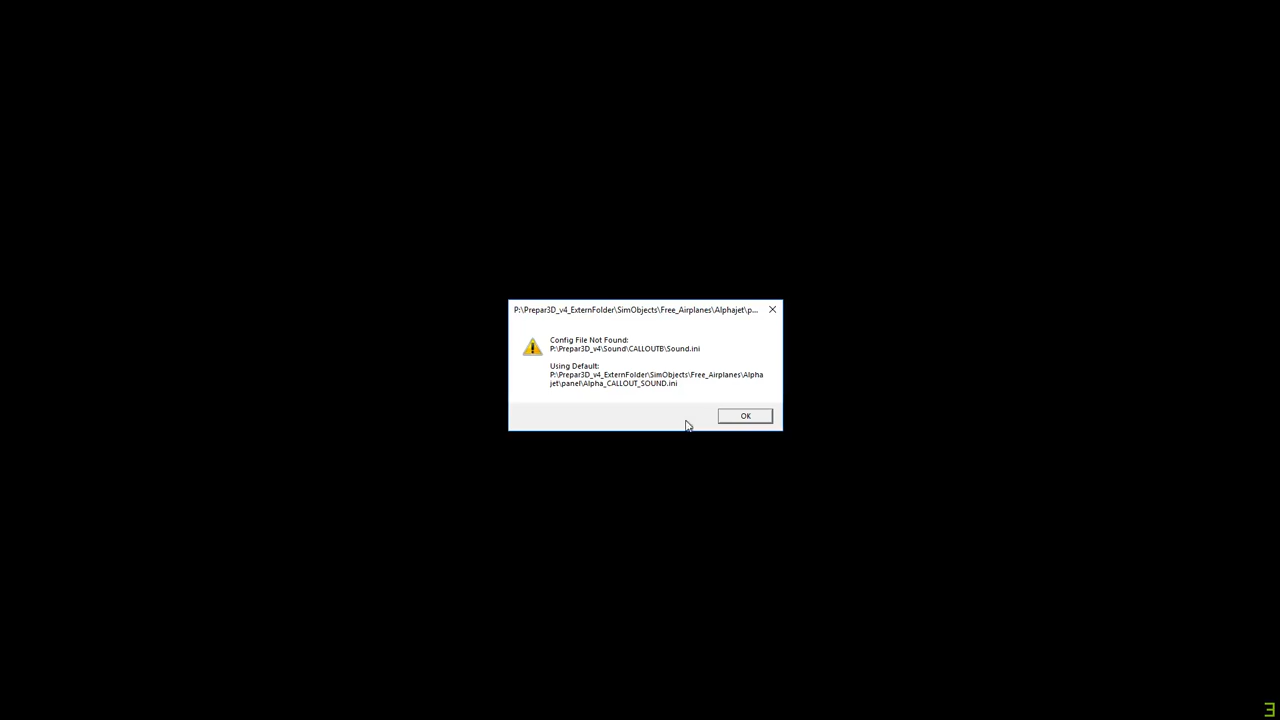 P:\Prepar3D_v4_ExternFolder\SimObjects\Free_Airplanes\Alphajet\p...
Config File Not Found:
P:\Prepar3D_v4\Sound\CALLOUTB\Sound.ini
Using Default:
P:\Prepar3D_v4_ExternFolder\SimObjects\Free_Airplanes\Alpha
jet\panel\Alpha_CALLOUT_SOUND.ini
OK
3